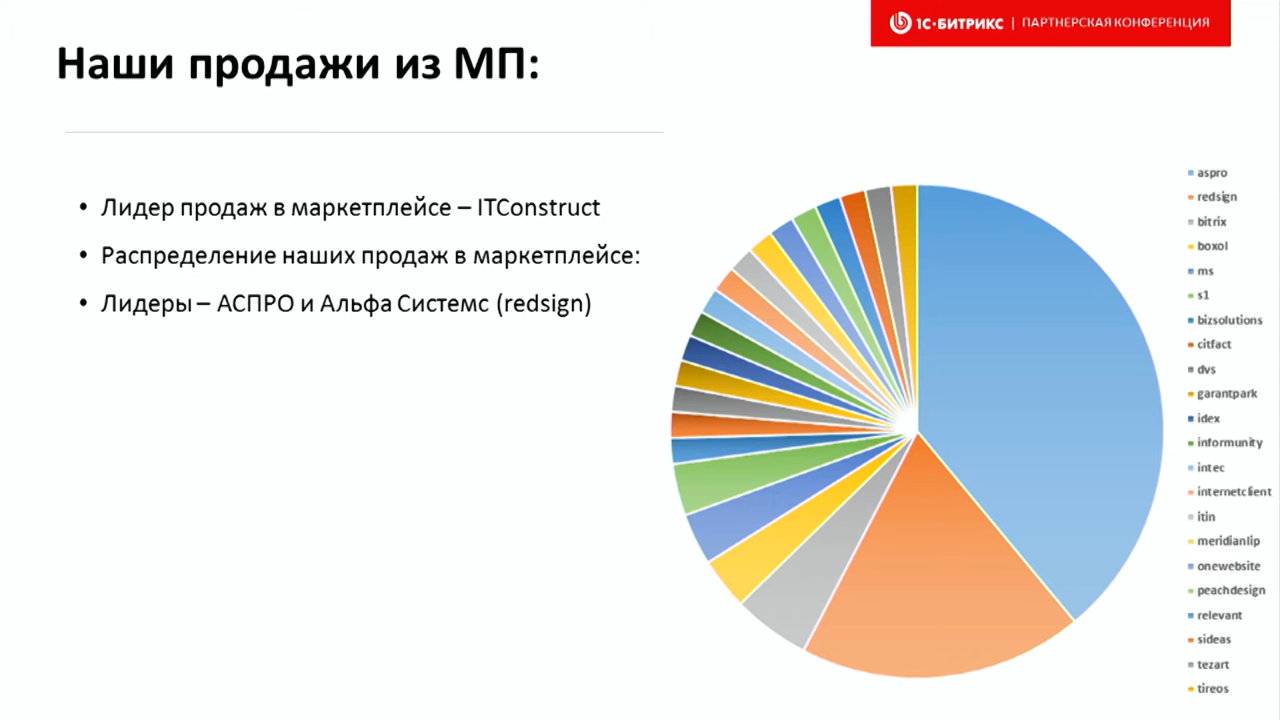 1С·БИТРИКС | ПАРТНЕРСКАЯ КОНФЕРЕНЦИЯ
Наши продажи из МП:
• Лидер продаж в маркетплейсе – ITConstruct
• Распределение наших продаж в маркетплейсе:
• Лидеры – АСПРО и Альфа Системс (redsign)
aspro
redsign
bitrix
boxol
ms
s1
bizsolutions
citfact
dvs
garantpark
idex
informunity
intec
internetclient
itin
meridianlip
onewebsite
peachdesign
relevant
sideas
tezart
tireos